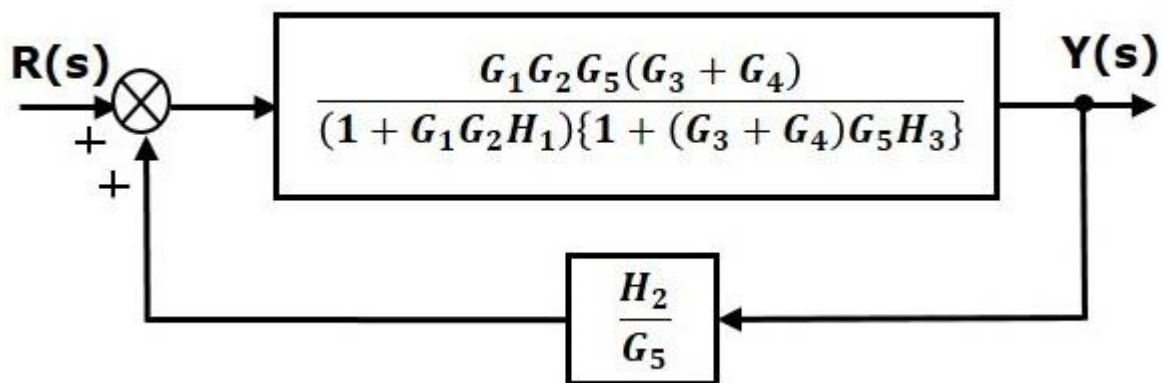 R(s)
+
+
G₁G₂G₅(G₃ + G₄)
(1 + G₁G₂H₁){1 + (G₃ + G₄)G₅H₃}
Y(s)
H₂
G₅